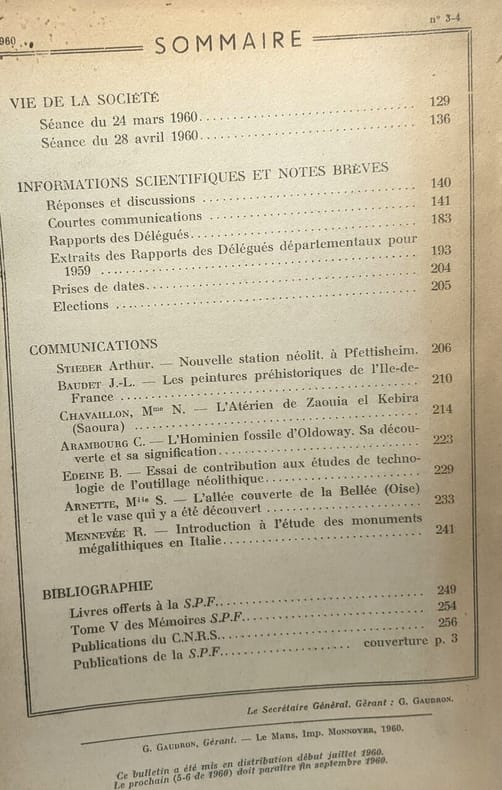 960
n° 3-4
SOMMAIRE
VIE DE LA SOCIÉTÉ
Séance du 24 mars 1960 129
Séance du 28 avril 1960 136
INFORMATIONS SCIENTIFIQUES ET NOTES BRÈVES
Réponses et discussions 140
Courtes communications 141
Rapports des Délégués 183
Extraits des Rapports des Délégués départementaux pour
1959 193
Prises de dates 204
Elections 205
COMMUNICATIONS
STIEBER Arthur. — Nouvelle station néolit. à Pfettisheim. 206
BAUDET J.-L. — Les peintures préhistoriques de l'Ile-de-
France 210
CHAVAILLON, Mme N. — L'Atérien de Zaouia el Kebira
(Saoura) 214
ARAMBOURG C. — L'Hominien fossile d'Oldoway. Sa décou-
verte et sa signification 223
EDEINE B. — Essai de contribution aux études de techno-
logie de l'outillage néolithique 229
ARNETTE, Mlle S. — L'allée couverte de la Bellée (Oise)
et le vase qui y a été découvert 233
MENNEVÉE R. — Introduction à l'étude des monuments
mégalithiques en Italie 241
BIBLIOGRAPHIE
Livres offerts à la S.P.F. 249
Tome V des Mémoires S.P.F. 254
Publications du C.N.R.S. 256
Publications de la S.P.F. couverture p. 3
Le Secrétaire Général, Gérant : G. GAUDRON.
G. GAUDRON, Gérant. — Le Mans, Imp. MONNOYER, 1960.
Ce bulletin a été mis en distribution début juillet 1960.
Le prochain (5-6 de 1960) doit paraître fin septembre 1960.